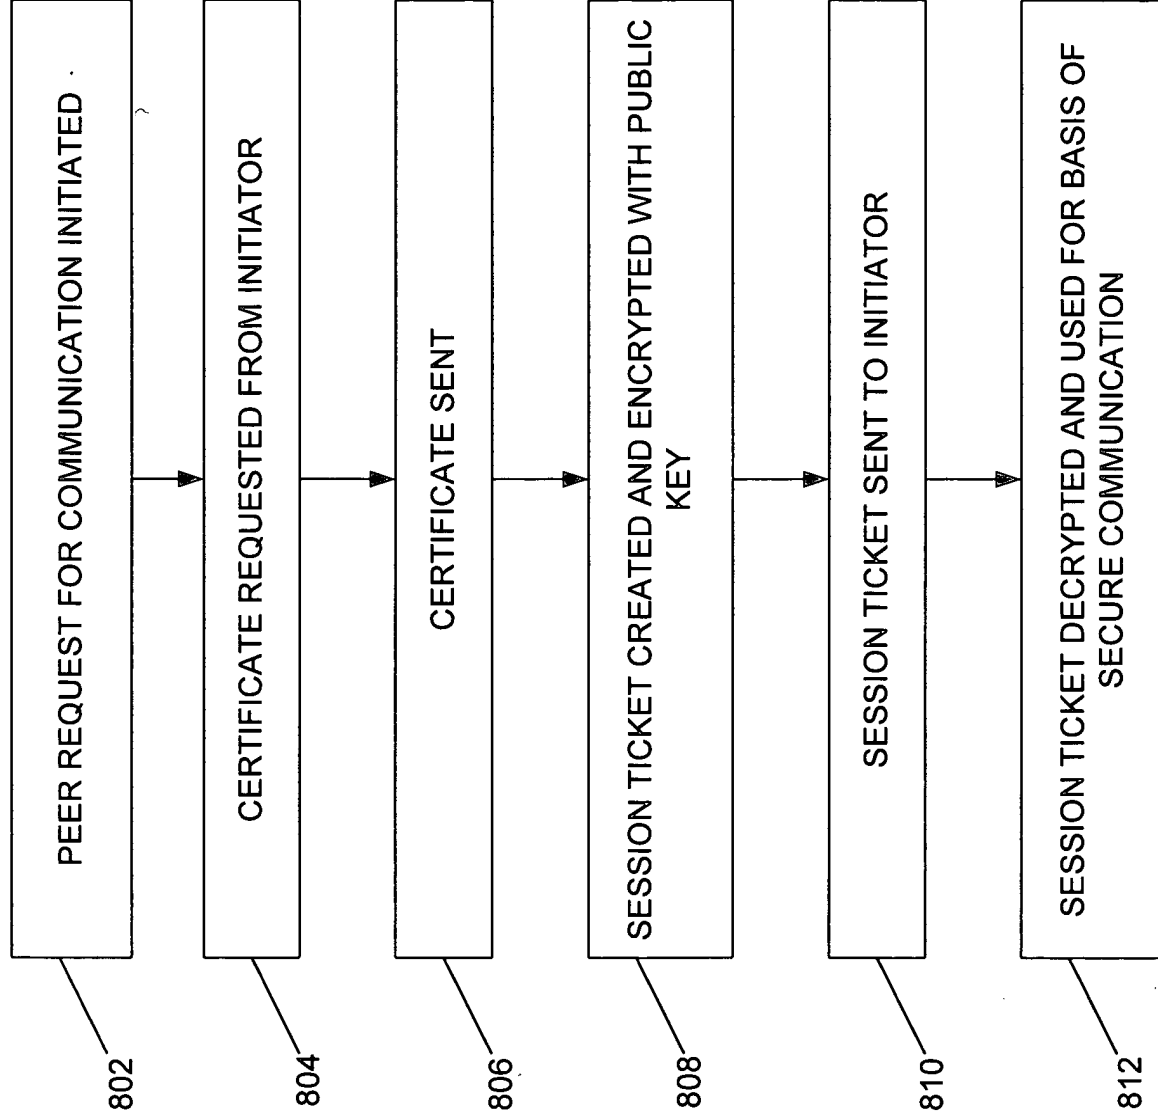 PEER REQUEST FOR COMMUNICATION INITIATED
802
CERTIFICATE REQUESTED FROM INITIATOR
804
CERTIFICATE SENT
806
SESSION TICKET CREATED AND ENCRYPTED WITH PUBLIC
KEY
808
SESSION TICKET SENT TO INITIATOR
810
SESSION TICKET DECRYPTED AND USED FOR BASIS OF
SECURE COMMUNICATION
812